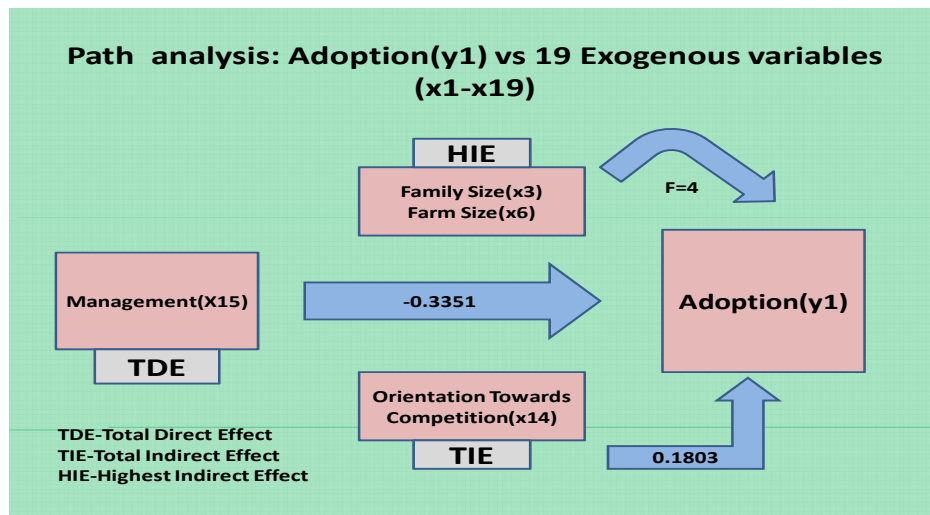 Path analysis: Adoption(y1) vs 19 Exogenous variables
(x1-x19)
HIE
Family Size(x3)
Farm Size(x6)
F=4
Management(X15)
TDE
-0.3351
Adoption(y1)
Orientation Towards
Competition(x14)
TIE
0.1803
TDE-Total Direct Effect
TIE-Total Indirect Effect
HIE-Highest Indirect Effect